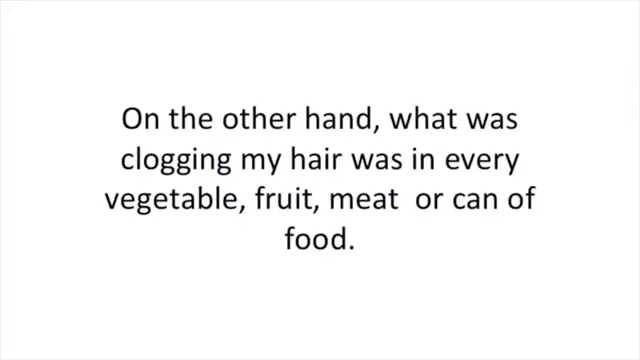 On the other hand, what was
clogging my hair was in every
vegetable, fruit, meat  or can of
food.